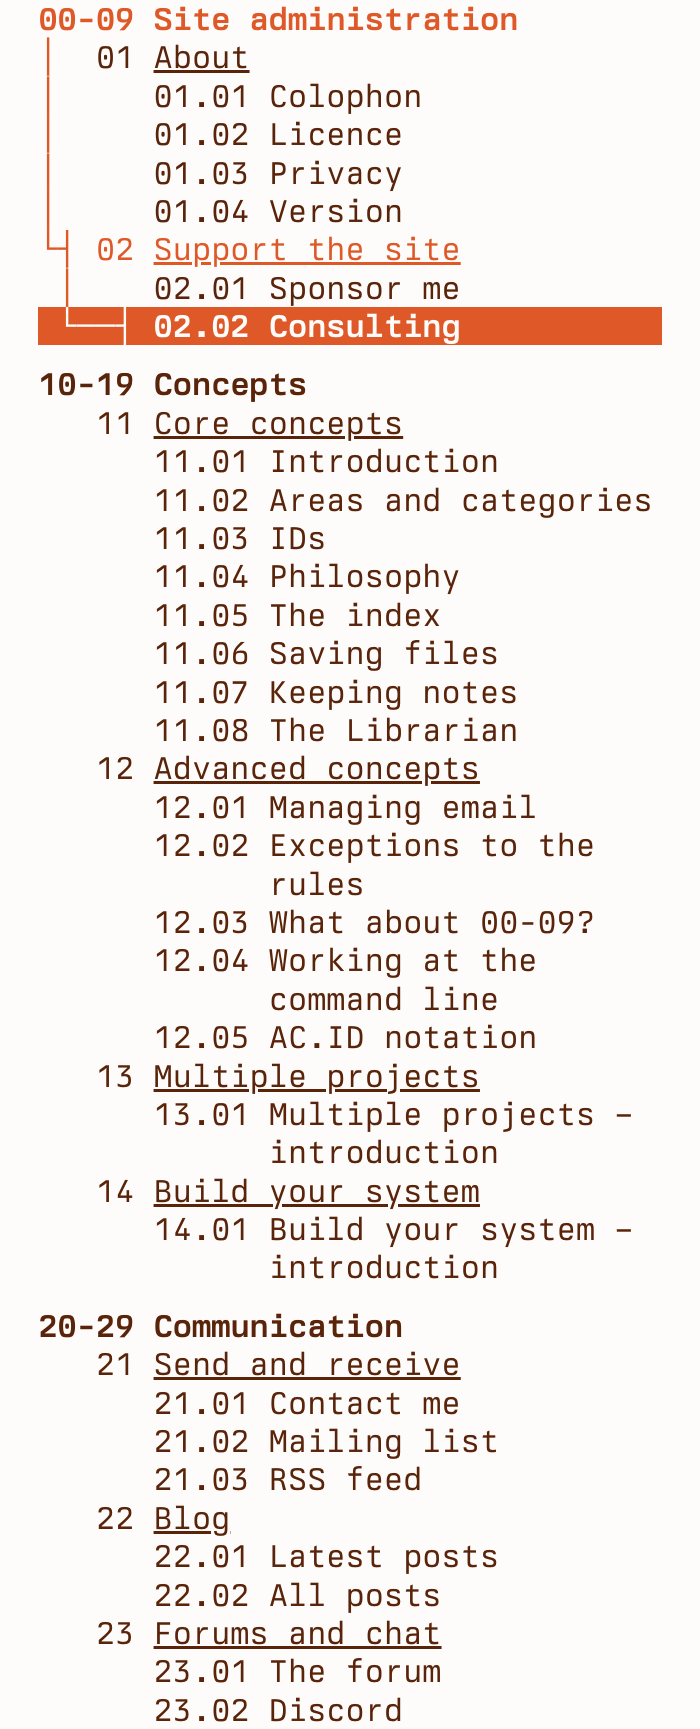 00-09 Site administration
01 About
01.01 Colophon
01.02 Licence
01.03 Privacy
01.04 Version
02 Support the site
02.01 Sponsor me
02.02 Consulting
10-19 Concepts
11 Core concepts
11.01 Introduction
11.02 Areas and categories
11.03 IDs
11.04 Philosophy
11.05 The index
11.06 Saving files
11.07 Keeping notes
11.08 The Librarian
12 Advanced concepts
12.01 Managing email
12.02 Exceptions to the
rules
12.03 What about 00-09?
12.04 Working at the
command line
12.05 AC.ID notation
13 Multiple projects
13.01 Multiple projects –
introduction
14 Build your system
14.01 Build your system –
introduction
20-29 Communication
21 Send and receive
21.01 Contact me
21.02 Mailing list
21.03 RSS feed
22 Blog
22.01 Latest posts
22.02 All posts
23 Forums and chat
23.01 The forum
23.02 Discord